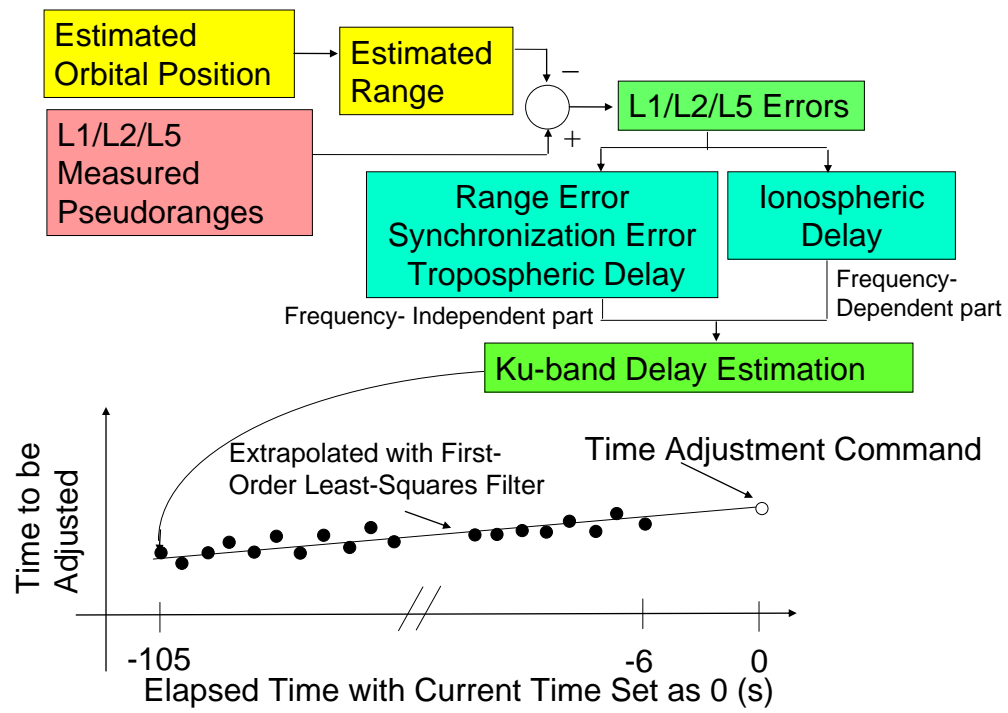 Estimated
Orbital Position
Estimated
Range
−
+
L1/L2/L5 Errors
L1/L2/L5
Measured
Pseudoranges
Range Error
Synchronization Error
Tropospheric Delay
Ionospheric
Delay
Frequency- Independent part
Frequency-
Dependent part
Ku-band Delay Estimation
Time to be
Adjusted
Extrapolated with First-
Order Least-Squares Filter
Time Adjustment Command
-105
-6
0
Elapsed Time with Current Time Set as 0 (s)